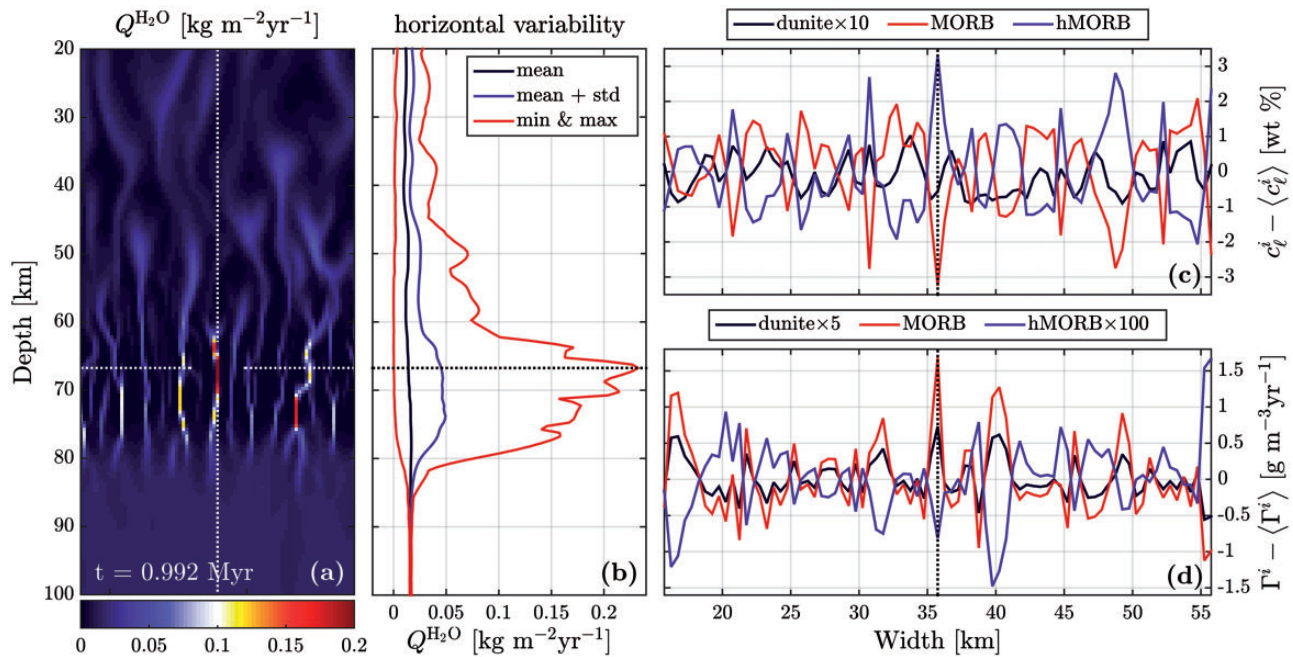 Q^{H₂O} [kg m⁻²yr⁻¹]
20
30
40
50
60
70
80
90
100
Depth [km]
t = 0.992 Myr
(a)
0
0.05
0.10
0.15
0.2
horizontal variability
mean
mean + std
min & max
(b)
0
0.05
0.1
0.15
0.2
Q^{H₂O} [kg m⁻²yr⁻¹]
dunite×10
MORB
hMORB
3
2
1
0
-1
-2
-3
c_ℓ^i − ⟨c_ℓ^i⟩ [wt %]
(c)
dunite×5
MORB
hMORB×100
1.5
1
0.5
0
-0.5
-1
-1.5
Γ^i − ⟨Γ^i⟩ [g m⁻³yr⁻¹]
(d)
20
25
30
35
40
45
50
55
Width [km]